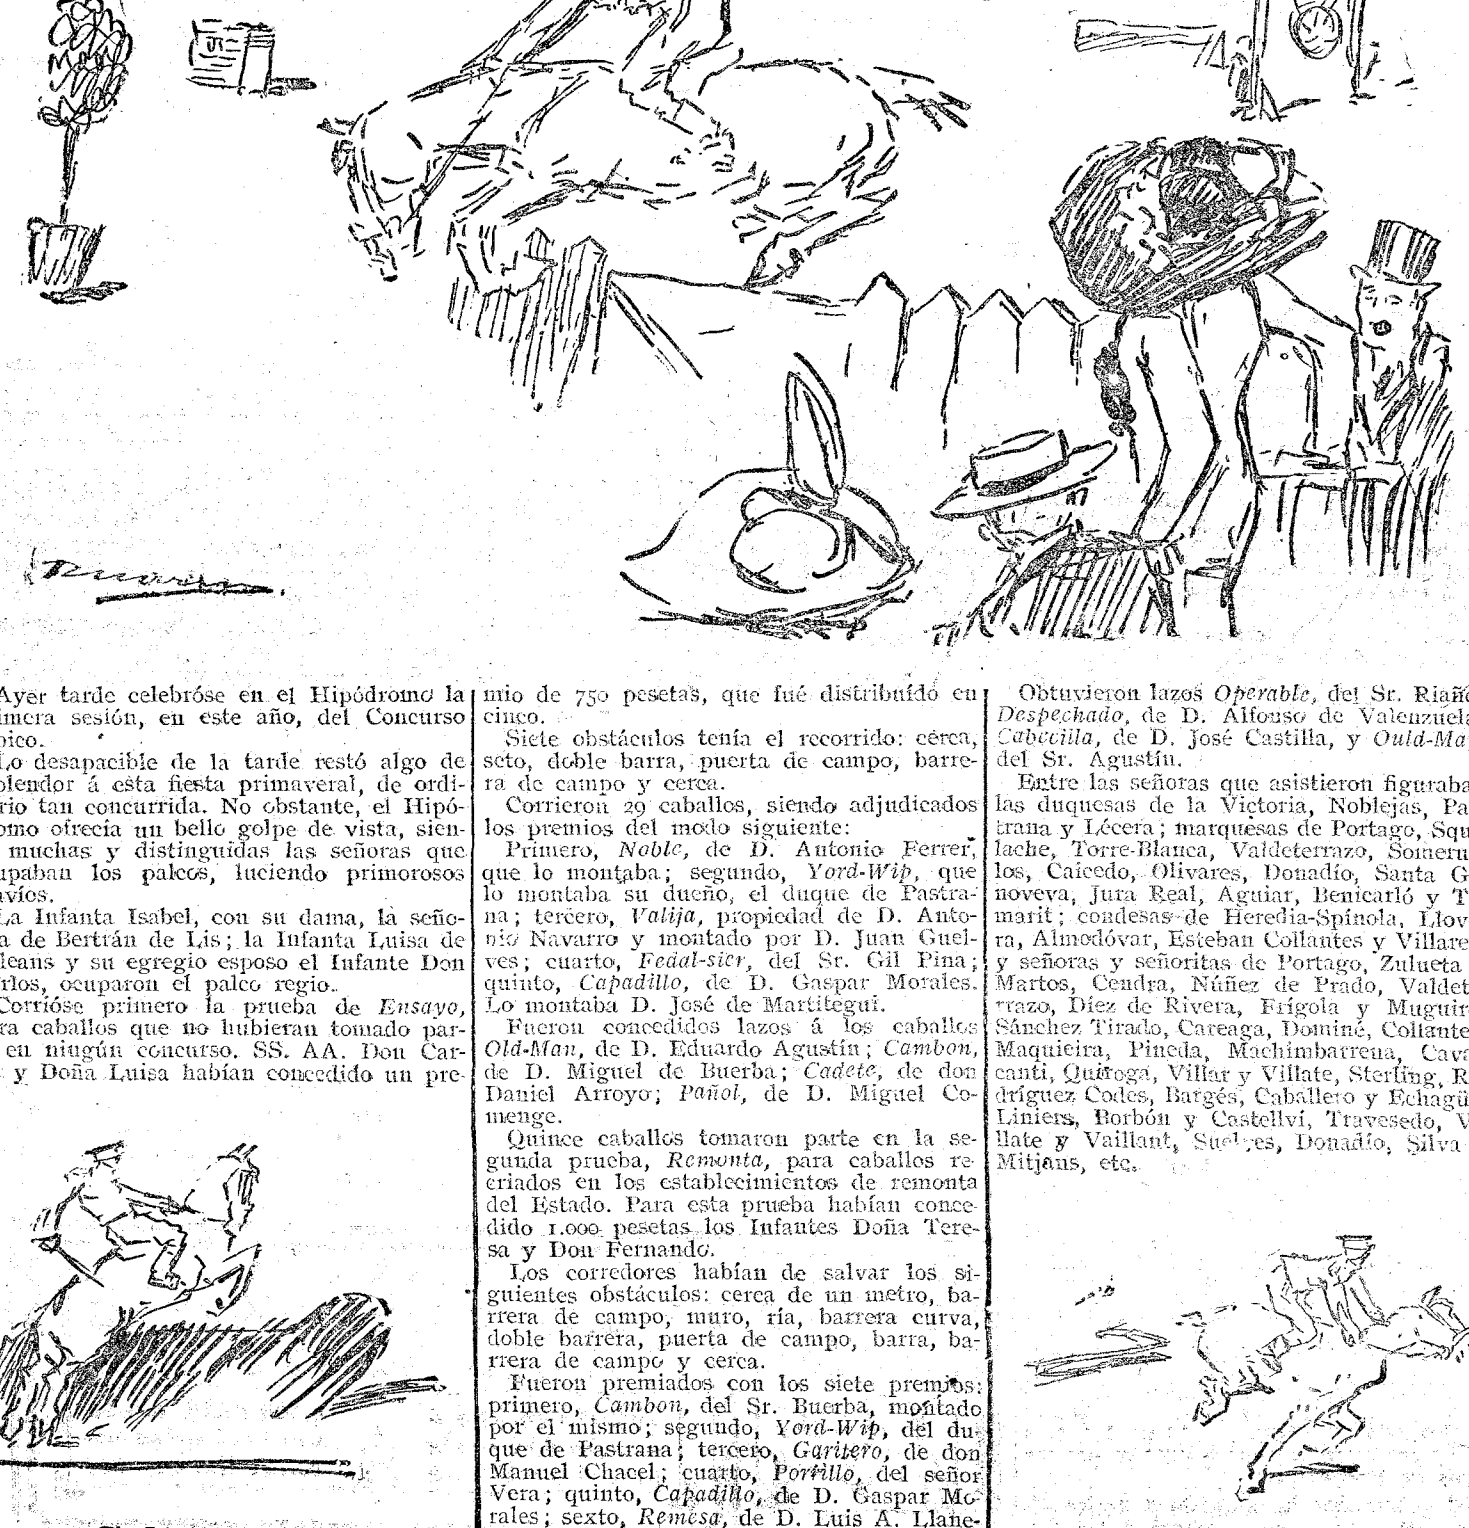 Ayer tarde celebróse en el Hipódromo la
imera sesión, en este año, del Concurso
pico.
Lo desapacible de la tarde restó algo de
plendor á esta fiesta primaveral, de ordi-
rio tan concurrida. No obstante, el Hipó-
omo ofrecía un bello golpe de vista, sien-
muchas y distinguidas las señoras que
upaban los palcos, luciendo primorosos
avíos.
La Infanta Isabel, con su dama, la seño-
a de Bertrán de Lis; la Infanta Luisa de
leans y su egregio esposo el Infante Don
rlos, ocuparon el palco regio.
Corrióse primero la prueba de Ensayo,
ra caballos que no hubieran tomado par-
en ningún concurso. SS. AA. Don Car-
y Doña Luisa habían concedido un pre-
mio de 750 pesetas, que fué distribuído en
cinco.
Siete obstáculos tenía el recorrido: cerca,
seto, doble barra, puerta de campo, barre-
ra de campo y cerca.
Corrieron 29 caballos, siendo adjudicados
los premios del modo siguiente:
Primero, Noble, de D. Antonio Ferrer,
que lo montaba; segundo, Yord-Wip, que
lo montaba su dueño, el duque de Pastra-
na; tercero, Valija, propiedad de D. Anto-
nio Navarro y montado por D. Juan Guel-
ves; cuarto, Fedal-sier, del Sr. Gil Pina;
quinto, Capadillo, de D. Gaspar Morales.
Lo montaba D. José de Martitegui.
Fueron concedidos lazos á los caballos
Old-Man, de D. Eduardo Agustín; Cambon,
de D. Miguel de Buerba; Cadete, de don
Daniel Arroyo; Pañol, de D. Miguel Co-
menge.
Quince caballos tomaron parte en la se-
gunda prueba, Remonta, para caballos re-
criados en los establecimientos de remonta
del Estado. Para esta prueba habían conce-
dido 1.000 pesetas los Infantes Doña Tere-
sa y Don Fernando.
Los corredores habían de salvar los si-
guientes obstáculos: cerca de un metro, ba-
rrera de campo, muro, ría, barrera curva,
doble barrera, puerta de campo, barra, ba-
rrera de campo y cerca.
Fueron premiados con los siete premios:
primero, Cambon, del Sr. Buerba, montado
por el mismo; segundo, Yord-Wip, del du-
que de Pastrana; tercero, Garitero, de don
Manuel Chacel; cuarto, Portillo, del señor
Vera; quinto, Capadillo, de D. Gaspar Mo-
rales; sexto, Remesa, de D. Luis A. Llane-
Obtuvieron lazos Operable, del Sr. Riaño
Despechado, de D. Alfonso de Valenzuela
Cabecilla, de D. José Castilla, y Ould-Ma
del Sr. Agustín.
Entre las señoras que asistieron figuraba
las duquesas de la Victoria, Noblejas, Pa
trana y Lécera; marquesas de Portago, Squ
lache, Torre-Blanca, Valdeterrazo, Someru
los, Caicedo, Olivares, Donadío, Santa G
noveva, Jura Real, Aguiar, Benicarló y T
marit; condesas de Heredia-Spínola, Llov
ra, Almodóvar, Esteban Collantes y Villare
y señoras y señoritas de Portago, Zulueta
Martos, Cendra, Núñez de Prado, Valdet
rrazo, Díez de Rivera, Frígola y Muguir
Sánchez Tirado, Careaga, Dominé, Collante
Maquieira, Pineda, Machimbarrena, Cava
canti, Quiroga, Villar y Villate, Sterling, R
dríguez Codes, Bargés, Caballero y Echagü
Liniers, Borbón y Castellví, Travesedo, V
llate y Vaillant, Donadío, Silva
Mitjans, etc.